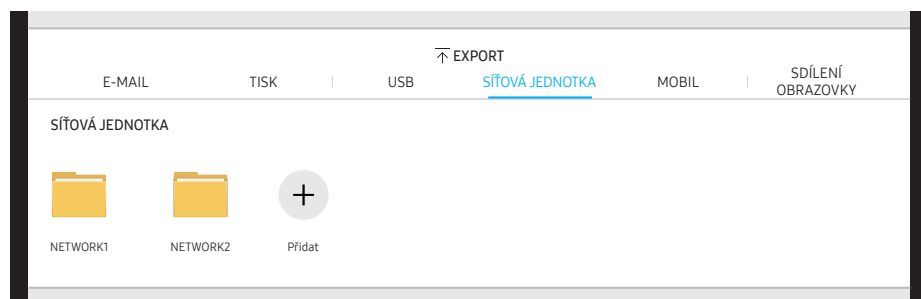 EXPORT
E-MAIL TISK USB SÍŤOVÁ JEDNOTKA MOBIL SDÍLENÍ
OBRAZOVKY
SÍŤOVÁ JEDNOTKA
NETWORK1 NETWORK2 Přidat